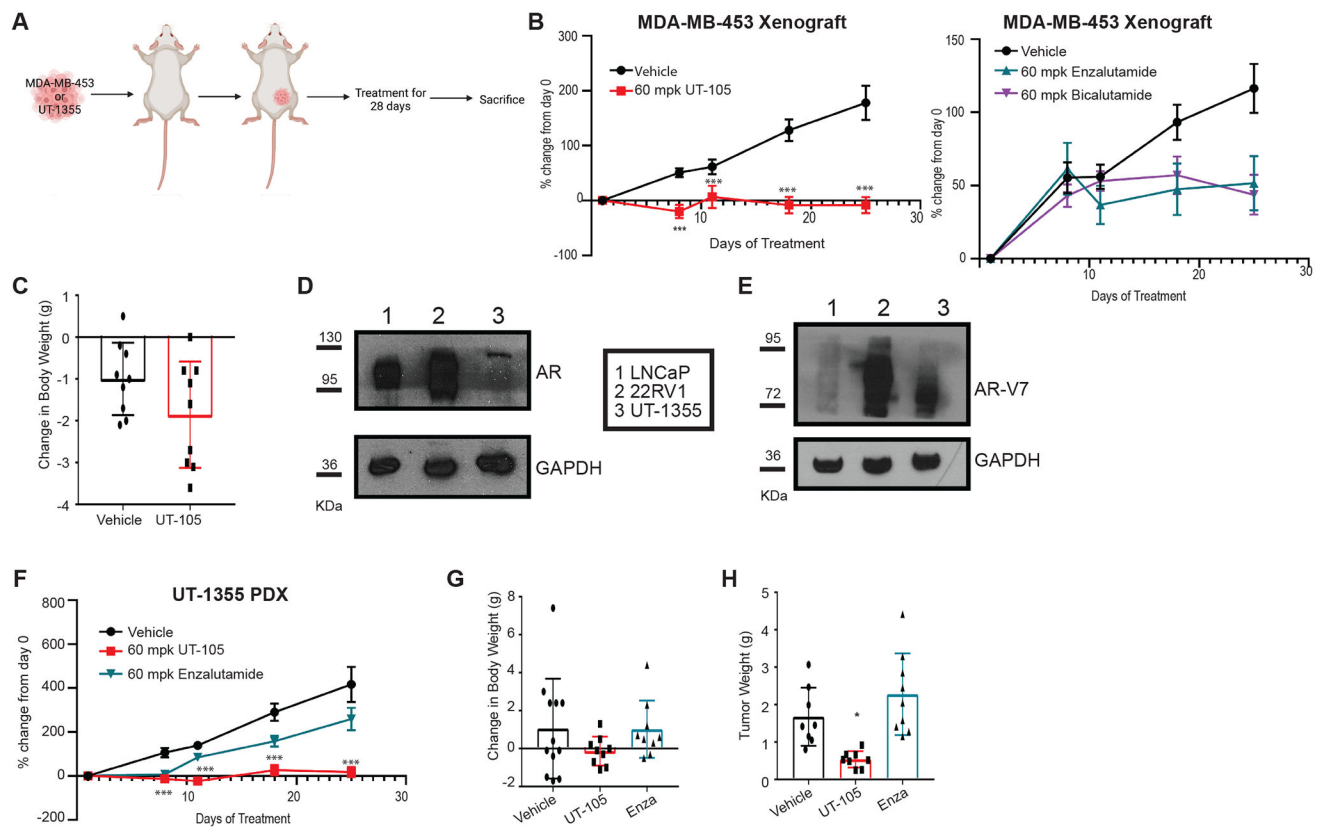 A
MDA-MB-453
or
UT-1355
Treatment for
28 days
Sacrifice
B
MDA-MB-453 Xenograft
% change from day 0
300
200
100
0
-100
Vehicle
60 mpk UT-105
***
***
***
***
10
20
30
Days of Treatment
MDA-MB-453 Xenograft
% change from day 0
150
100
50
0
Vehicle
60 mpk Enzalutamide
60 mpk Bicalutamide
10
20
30
Days of Treatment
C
Change in Body Weight (g)
1
0
-1
-2
-3
-4
Vehicle
UT-105
D
1 2 3
130
95
AR
36
GAPDH
KDa
1 LNCaP
2 22RV1
3 UT-1355
E
1 2 3
95
72
AR-V7
36
GAPDH
KDa
F
UT-1355 PDX
% change from day 0
800
600
400
200
0
-200
Vehicle
60 mpk UT-105
60 mpk Enzalutamide
***
***
***
***
10
20
30
Days of Treatment
G
Change in Body Weight (g)
8
6
4
2
0
-2
Vehicle
UT-105
Enza
H
Tumor Weight (g)
5
4
3
2
1
0
*
Vehicle
UT-105
Enza